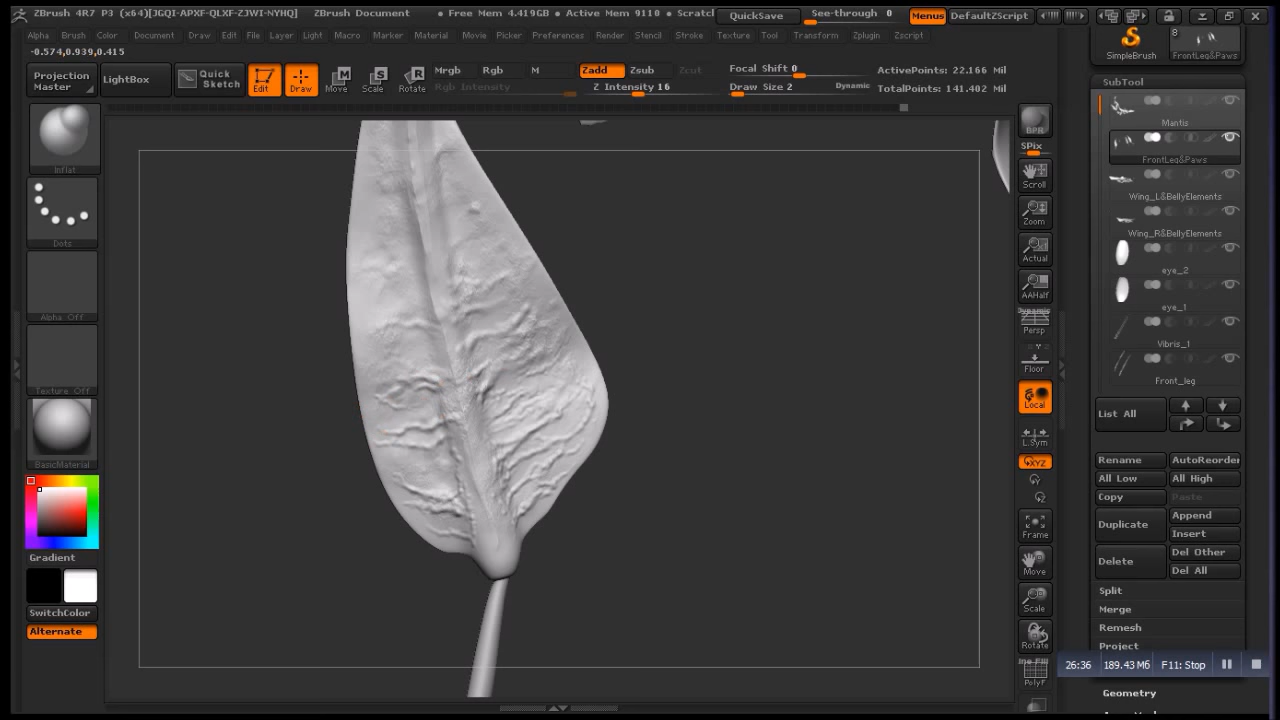 ZBrush 4R7 P3 (x64)[JGQI-APXF-QLXF-ZJWI-NYHQ] ZBrush Document • Free Mem 4.419GB • Active Mem 9110 • Scratch QuickSave See-through 0 Menus DefaultZScript
Alpha Brush Color Document Draw Edit File Layer Light Macro Marker Material Movie Picker Preferences Render Stencil Stroke Texture Tool Transform Zplugin Zscript
-0.574,0.939,0.415
Projection Master
LightBox
Quick Sketch
Edit
Draw
Move
Scale
Rotate
Mrgb Rgb M
Rgb Intensity
Zadd Zsub Zcut
Z Intensity 16
Focal Shift 0
Draw Size 2 Dynamic
ActivePoints: 22.166 Mil
TotalPoints: 141.402 Mil
Inflat
Dots
Alpha Off
Texture Off
BasicMaterial
Gradient
SwitchColor
Alternate
BPR
SPix
Scroll
Zoom
Actual
AAHalf
Dynamic
Persp
Floor
Local
L.Sym
XYZ
Frame
Move
Scale
Rotate
PolyF
SimpleBrush
8
FrontLeg&Paws
SubTool
Mantis
FrontLeg&Paws
Wing_L&BellyElements
Wing_R&BellyElements
eye_2
eye_1
Vibris_1
Front_leg
List All
Rename AutoReorder
All Low All High
Copy Paste
Duplicate Append
Insert
Delete Del Other
Del All
Split
Merge
Remesh
Project
26:36 189.43 Мб F11: Stop
Geometry